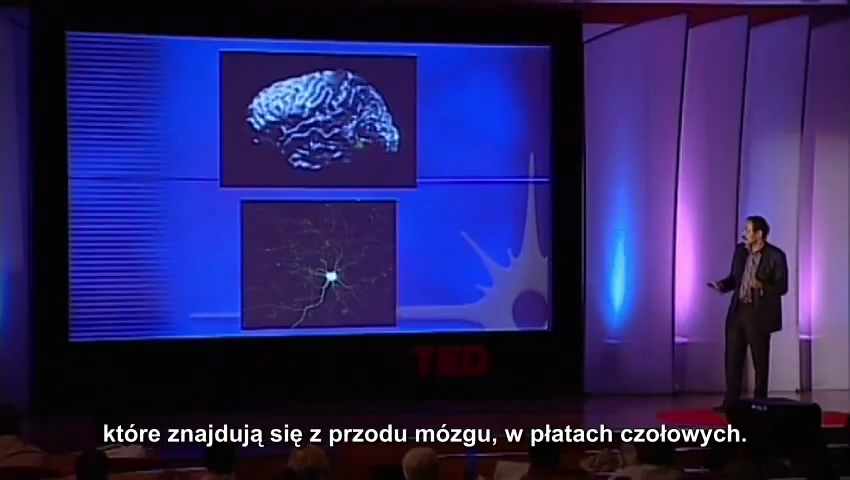 TED
które znajdują się z przodu mózgu, w płatach czołowych.